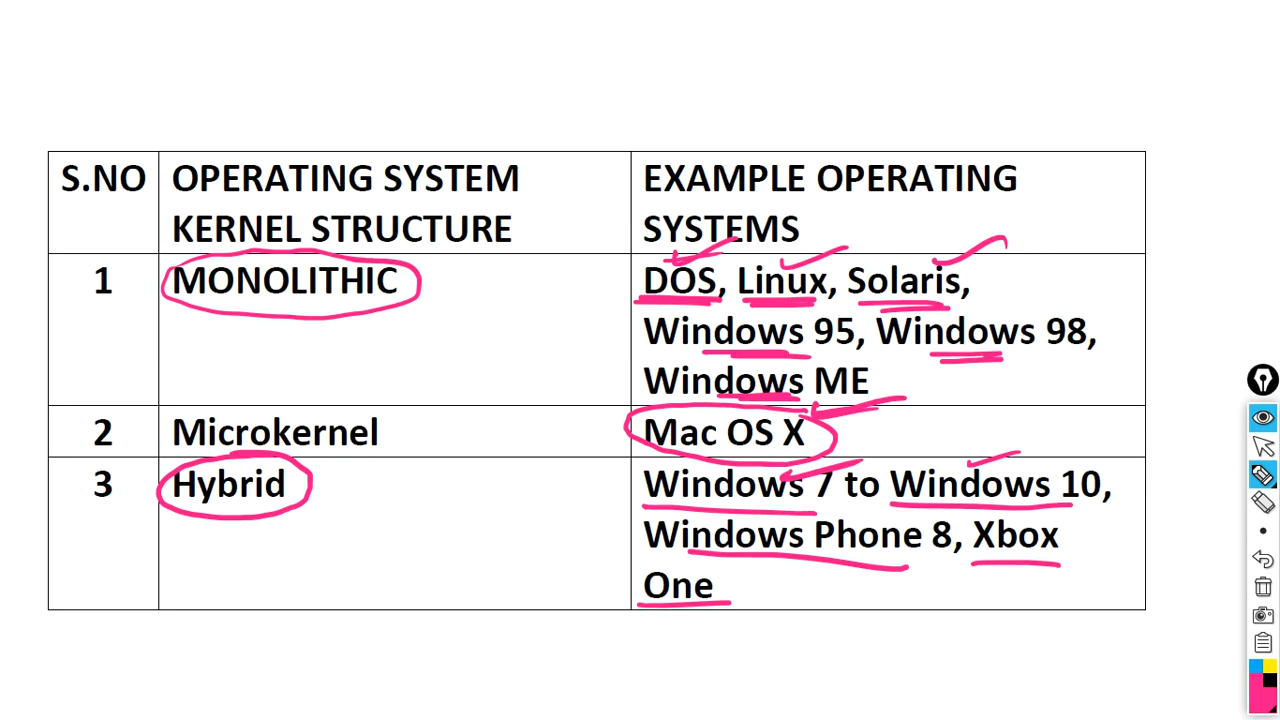 S.NO OPERATING SYSTEM EXAMPLE OPERATING
KERNEL STRUCTURE SYSTEMS
1 MONOLITHIC DOS, Linux, Solaris,
Windows 95, Windows 98,
Windows ME
2 Microkernel Mac OS X
3 Hybrid Windows 7 to Windows 10,
Windows Phone 8, Xbox
One